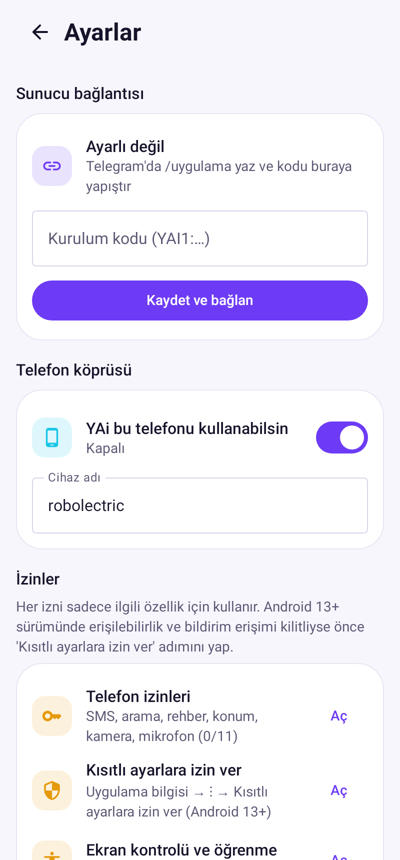 Ayarlar
Sunucu bağlantısı
Ayarlı değil
Telegram'da /uygulama yaz ve kodu buraya
yapıştır
Kurulum kodu (YAI1:…)
Kaydet ve bağlan
Telefon köprüsü
YAi bu telefonu kullanabilsin
Kapalı
Cihaz adı
robolectric
İzinler
Her izni sadece ilgili özellik için kullanır. Android 13+
sürümünde erişilebilirlik ve bildirim erişimi kilitliyse önce
'Kısıtlı ayarlara izin ver' adımını yap.
Telefon izinleri
SMS, arama, rehber, konum,
kamera, mikrofon (0/11)
Aç
Kısıtlı ayarlara izin ver
Uygulama bilgisi → ⋮ → Kısıtlı
ayarlara izin ver (Android 13+)
Aç
Ekran kontrolü ve öğrenme
Aç